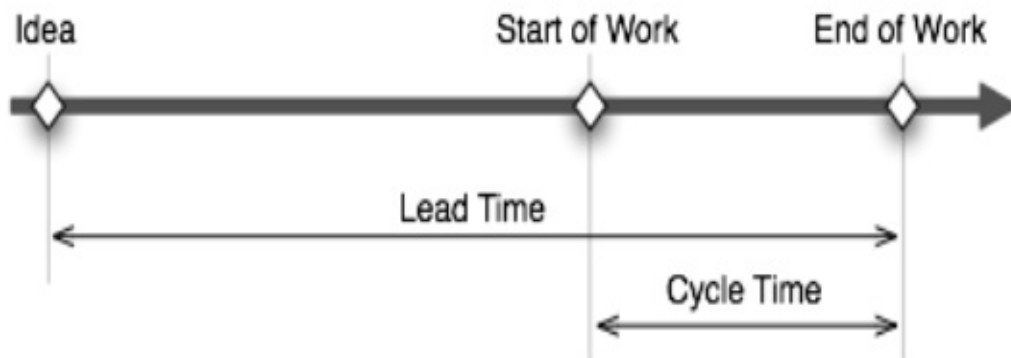 Idea
Start of Work
End of Work
Lead Time
Cycle Time